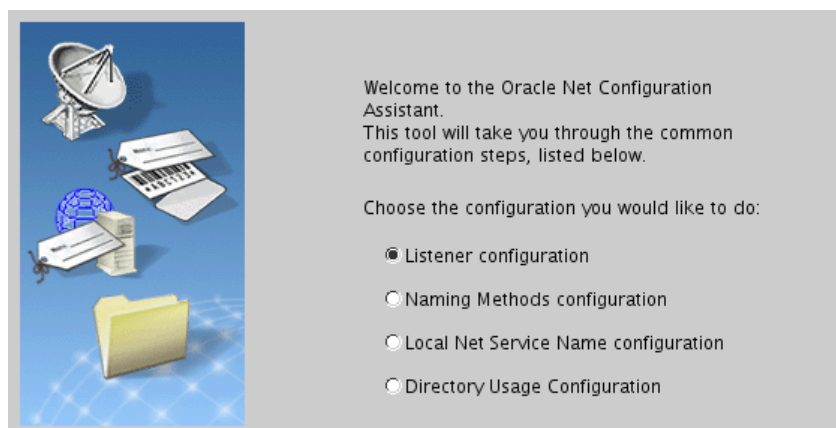 Welcome to the Oracle Net Configuration
Assistant.
This tool will take you through the common
configuration steps, listed below.
Choose the configuration you would like to do:
Listener configuration
Naming Methods configuration
Local Net Service Name configuration
Directory Usage Configuration
*ABC123*